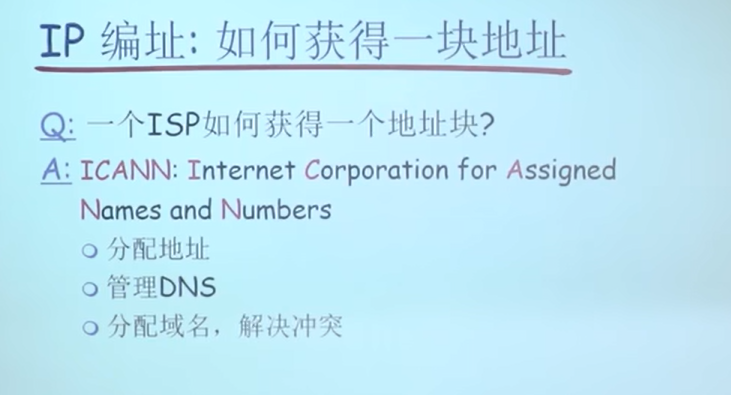 IP 编址: 如何获得一块地址
Q: 一个ISP如何获得一个地址块?
A: ICANN: Internet Corporation for Assigned
Names and Numbers
分配地址
管理DNS
分配域名，解决冲突